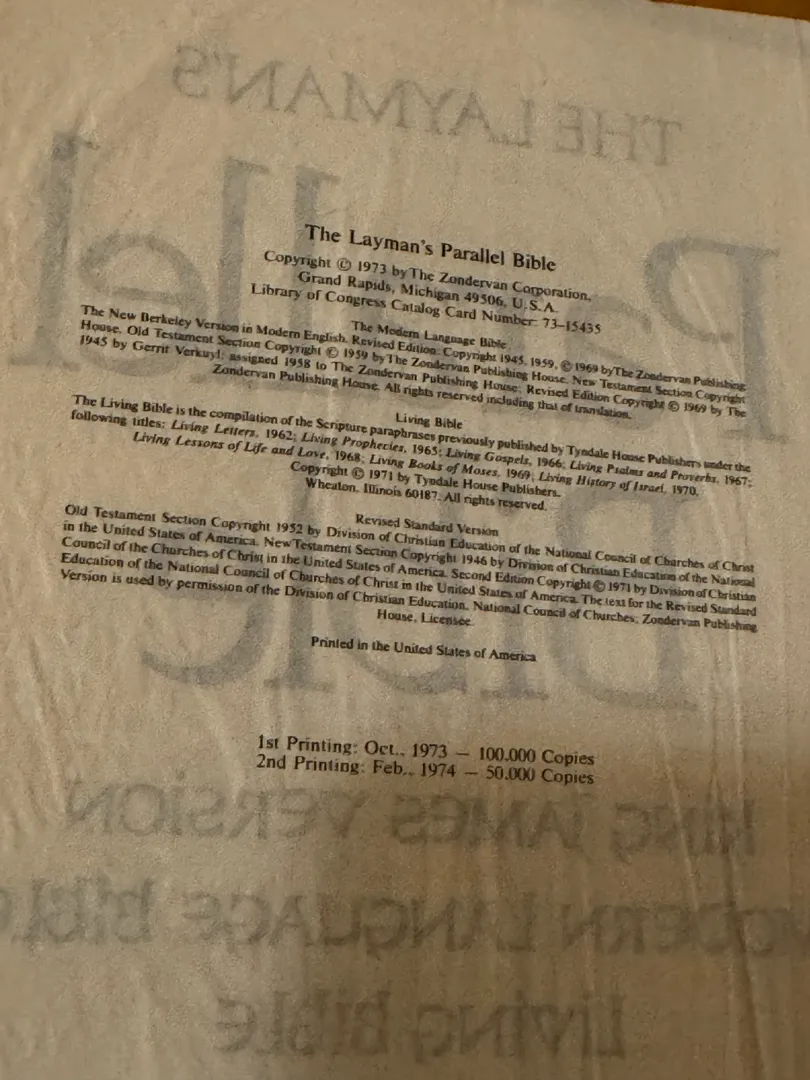 THE LAYMAN'S
Parallel
Bible
The Layman's Parallel Bible
Copyright © 1973 by The Zondervan Corporation,
Grand Rapids, Michigan 49506, U.S.A.
Library of Congress Catalog Card Number: 73-15435
The Modern Language Bible
The New Berkeley Version in Modern English, Revised Edition: Copyright 1945, 1959, © 1969 by The Zondervan Publishing
House. Old Testament Section Copyright © 1959 by The Zondervan Publishing House. New Testament Section Copyright
1945 by Gerrit Verkuyl; assigned 1958 to The Zondervan Publishing House; Revised Edition Copyright © 1969 by The
Zondervan Publishing House. All rights reserved including that of translation.
Living Bible
The Living Bible is the compilation of the Scripture paraphrases previously published by Tyndale House Publishers under the
following titles; Living Letters, 1962; Living Prophecies, 1965; Living Gospels, 1966; Living Psalms and Proverbs, 1967;
Living Lessons of Life and Love, 1968; Living Books of Moses, 1969; Living History of Israel, 1970.
Copyright © 1971 by Tyndale House Publishers.
Wheaton, Illinois 60187. All rights reserved.
Revised Standard Version
Old Testament Section Copyright 1952 by Division of Christian Education of the National Council of Churches of Christ
in the United States of America. New Testament Section Copyright 1946 by Division of Christian Education of the National
Council of the Churches of Christ in the United States of America. Second Edition Copyright © 1971 by Division of Christian
Education of the National Council of Churches of Christ in the United States of America. The text for the Revised Standard
Version is used by permission of the Division of Christian Education, National Council of Churches; Zondervan Publishing
House, Licensee.
Printed in the United States of America
1st Printing: Oct., 1973 — 100,000 Copies
2nd Printing: Feb., 1974 — 50,000 Copies
KING JAMES VERSION
MODERN LANGUAGE BIBLE
LIVING BIBLE